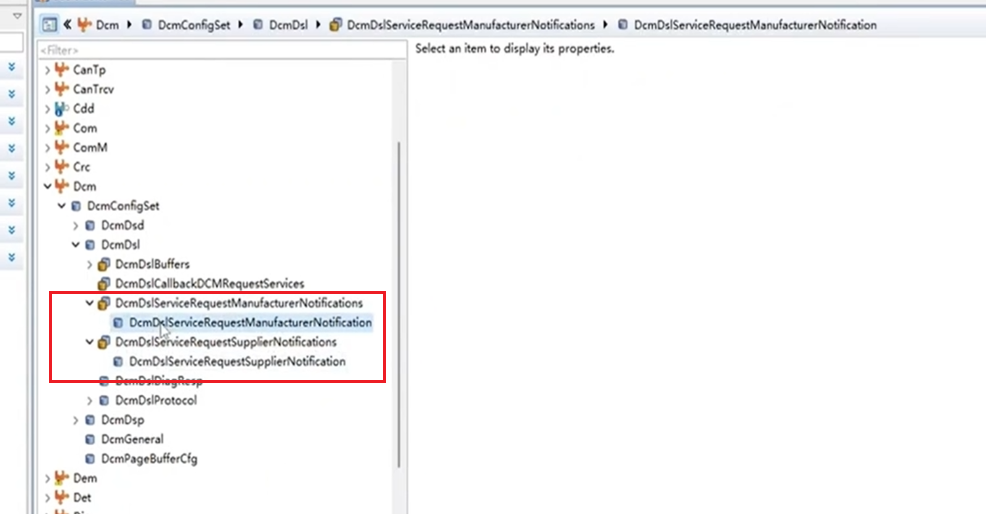 Dcm DcmConfigSet DcmDsl DcmDslServiceRequestManufacturerNotifications DcmDslServiceRequestManufacturerNotification
<Filter>
Select an item to display its properties.
CanTp
CanTrcv
Cdd
Com
ComM
Crc
Dcm
DcmConfigSet
DcmDsd
DcmDsl
DcmDslBuffers
DcmDslCallbackDCMRequestServices
DcmDslServiceRequestManufacturerNotifications
DcmDslServiceRequestManufacturerNotification
DcmDslServiceRequestSupplierNotifications
DcmDslServiceRequestSupplierNotification
DcmDslDiagResp
DcmDslProtocol
DcmDsp
DcmGeneral
DcmPageBufferCfg
Dem
Det